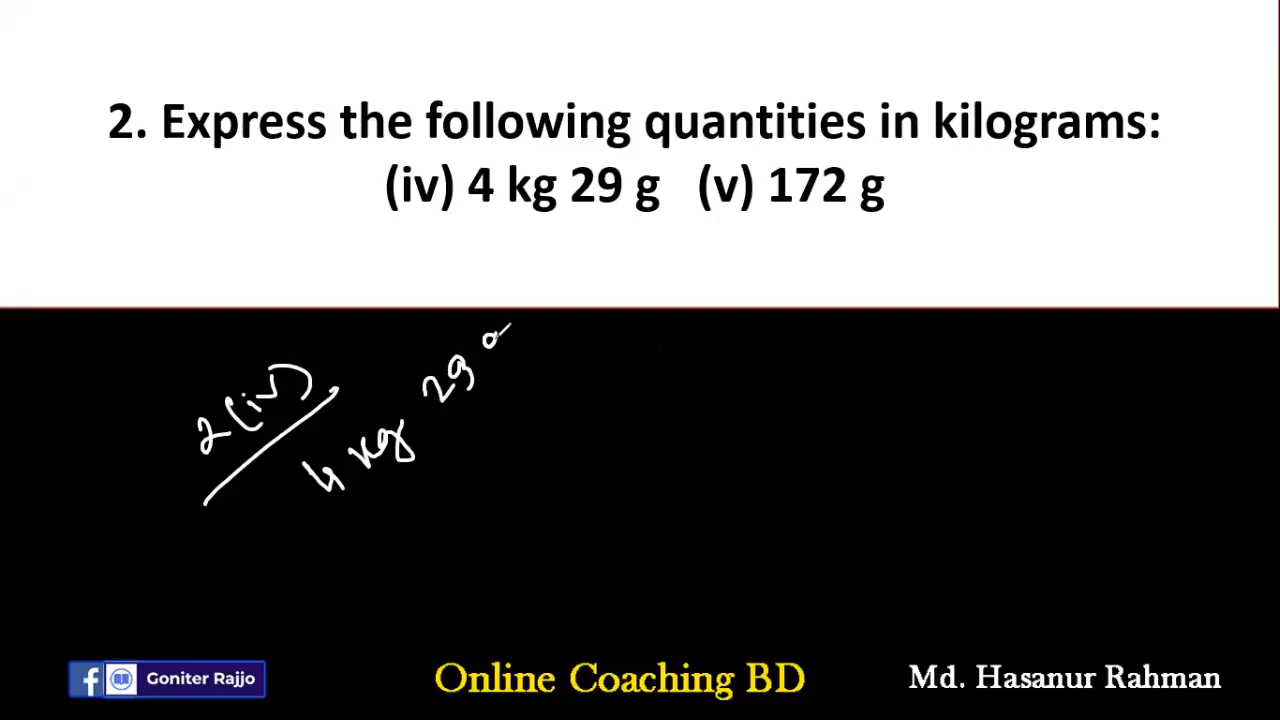 2. Express the following quantities in kilograms:
(iv) 4 kg 29 g (v) 172 g
2(iv)
4 kg 29
Goniter Rajjo
Online Coaching BD
Md. Hasanur Rahman